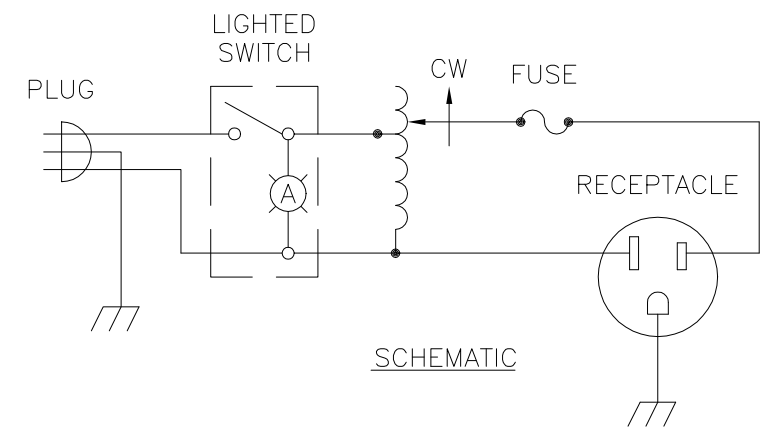 LIGHTED
SWITCH
CW
FUSE
PLUG
RECEPTACLE
A
SCHEMATIC